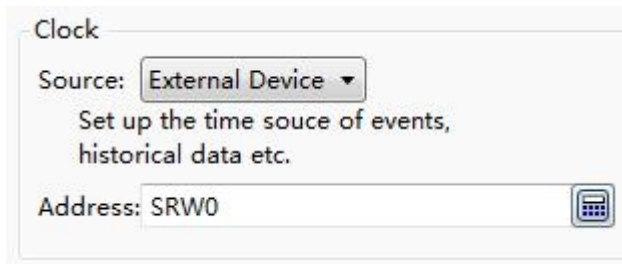 Clock
Source: External Device
Set up the time souce of events,
historical data etc.
Address: SRW0